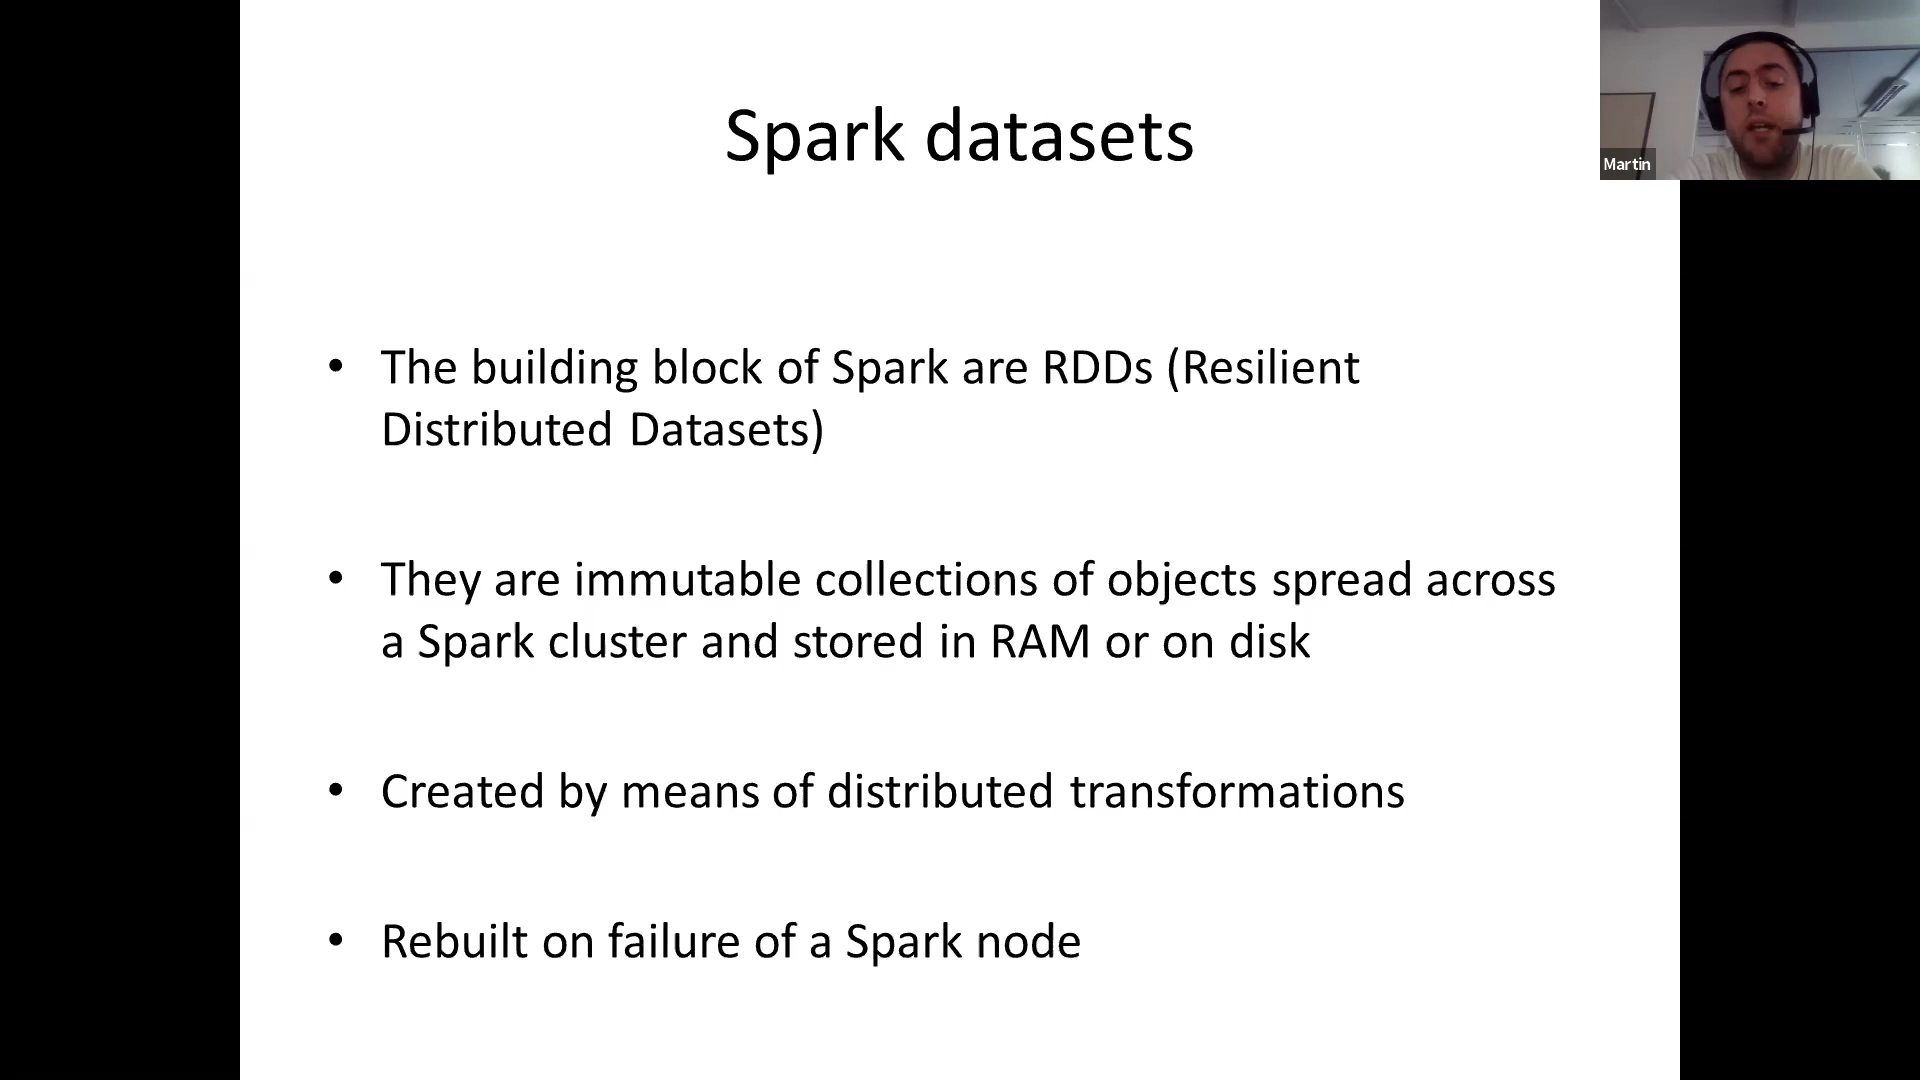 Spark datasets
Martin
• The building block of Spark are RDDs (Resilient
Distributed Datasets)
• They are immutable collections of objects spread across
a Spark cluster and stored in RAM or on disk
• Created by means of distributed transformations
• Rebuilt on failure of a Spark node